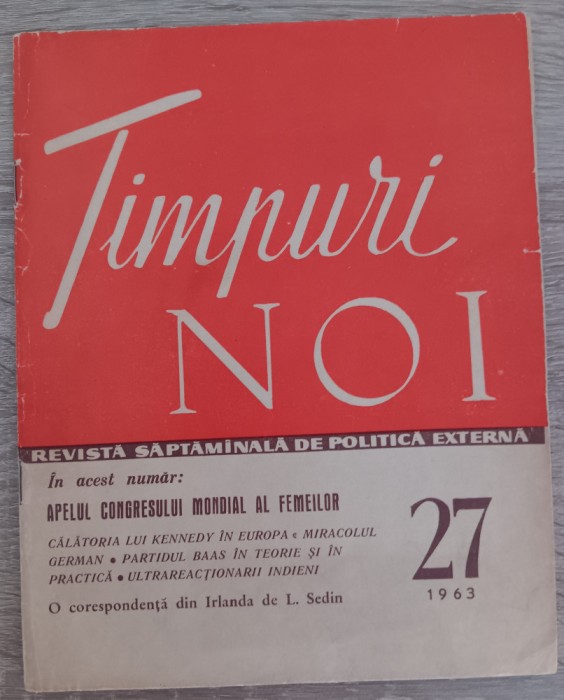 Timpuri
NOI
REVISTĂ SĂPTĂMÎNALĂ DE POLITICĂ EXTERNĂ
În acest număr:
APELUL CONGRESULUI MONDIAL AL FEMEILOR
CĂLĂTORIA LUI KENNEDY ÎN EUROPA • MIRACOLUL
GERMAN • PARTIDUL BAAS ÎN TEORIE ȘI ÎN
PRACTICĂ • ULTRAREACȚIONARII INDIENI
O corespondență din Irlanda de L. Sedin
27
1963